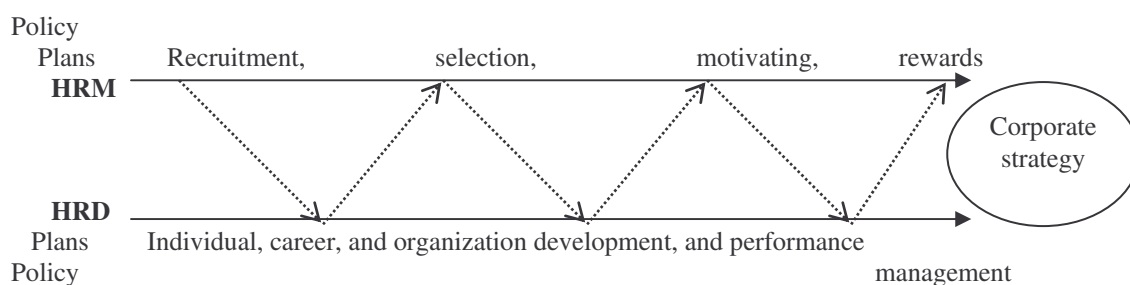 Policy
Plans Recruitment, selection, motivating, rewards
HRM
Corporate
strategy
HRD
Plans Individual, career, and organization development, and performance
Policy management